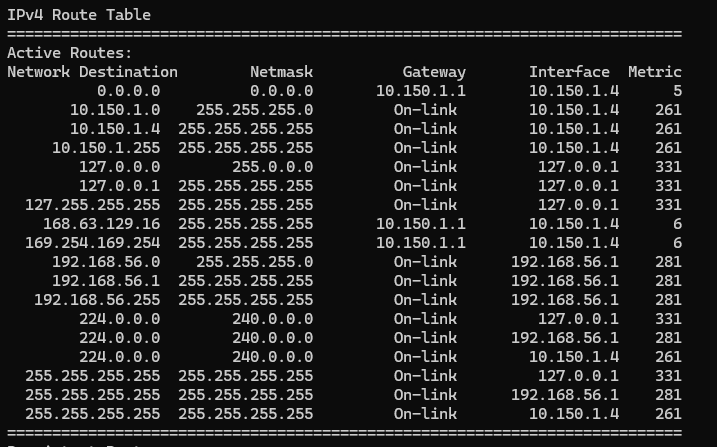 IPv4 Route Table
===========================================================================
Active Routes:
Network Destination        Netmask          Gateway       Interface  Metric
          0.0.0.0          0.0.0.0       10.150.1.1       10.150.1.4      5
       10.150.1.0    255.255.255.0         On-link        10.150.1.4    261
       10.150.1.4  255.255.255.255         On-link        10.150.1.4    261
     10.150.1.255  255.255.255.255         On-link        10.150.1.4    261
        127.0.0.0        255.0.0.0         On-link         127.0.0.1    331
        127.0.0.1  255.255.255.255         On-link         127.0.0.1    331
  127.255.255.255  255.255.255.255         On-link         127.0.0.1    331
    168.63.129.16  255.255.255.255       10.150.1.1       10.150.1.4      6
  169.254.169.254  255.255.255.255       10.150.1.1       10.150.1.4      6
     192.168.56.0    255.255.255.0         On-link      192.168.56.1    281
     192.168.56.1  255.255.255.255         On-link      192.168.56.1    281
   192.168.56.255  255.255.255.255         On-link      192.168.56.1    281
        224.0.0.0        240.0.0.0         On-link         127.0.0.1    331
        224.0.0.0        240.0.0.0         On-link      192.168.56.1    281
        224.0.0.0        240.0.0.0         On-link        10.150.1.4    261
  255.255.255.255  255.255.255.255         On-link         127.0.0.1    331
  255.255.255.255  255.255.255.255         On-link      192.168.56.1    281
  255.255.255.255  255.255.255.255         On-link        10.150.1.4    261
===========================================================================